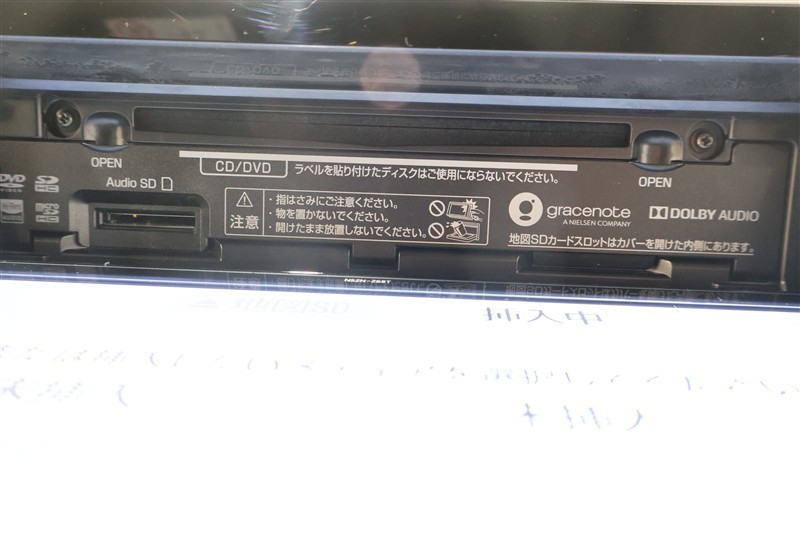 OPEN
CD/DVD
ラベルを貼り付けたディスクはご使用にならないでください。
OPEN
DVD
Audio SD
注意
・指はさみにご注意ください。
・物を置かないでください。
・開けたまま放置しないでください。
gracenote
A NIELSEN COMPANY
DOLBY AUDIO
地図SDカードスロットはカバーを開けた内側にあります。
NSZN-Z68T
挿入中